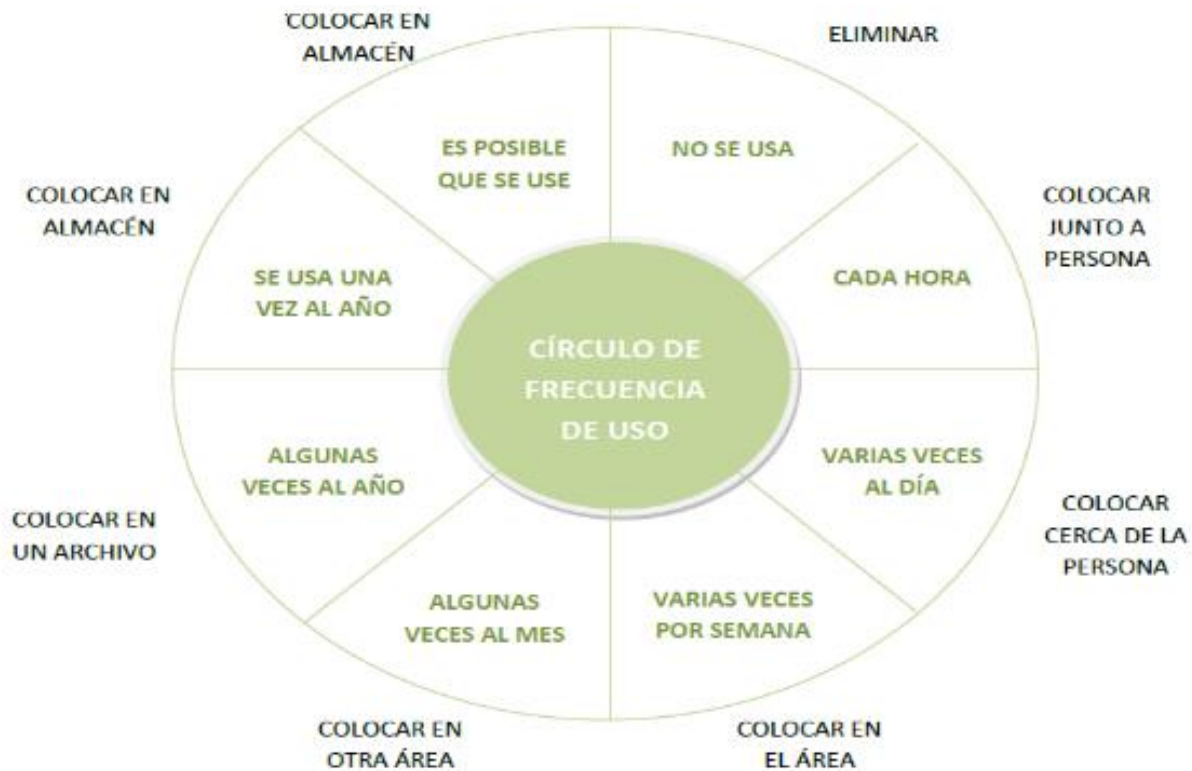 COLOCAR EN
ALMACÉN
ELIMINAR
ES POSIBLE
QUE SE USE
NO SE USA
COLOCAR EN
ALMACÉN
COLOCAR
JUNTO A
PERSONA
SE USA UNA
VEZ AL AÑO
CADA HORA
CÍRCULO DE
FRECUENCIA
DE USO
ALGUNAS
VECES AL AÑO
VARIAS VECES
AL DÍA
COLOCAR EN
UN ARCHIVO
COLOCAR
CERCA DE LA
PERSONA
ALGUNAS
VECES AL MES
VARIAS VECES
POR SEMANA
COLOCAR EN
OTRA ÁREA
COLOCAR EN
EL ÁREA